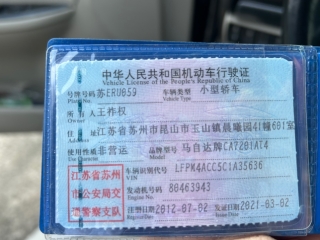 中华人民共和国机动车行驶证
Vehicle License of the People's Republic of China
号牌号码 苏ERU859 车辆类型 小型轿车
Plate No. Vehicle Type
所有人 王祚权
Owner
住址 江苏省苏州市昆山市玉山镇晨曦园41幢601室
Address
使用性质 非营运 品牌型号 马自达牌CA7201AT4
Use Character Model
江苏省苏州市公安局交通警察支队
车辆识别代号 LFPM4ACC5C1A35636
VIN
发动机号码 80463943
Engine No.
注册日期 2012-07-02 发证日期 2021-03-02